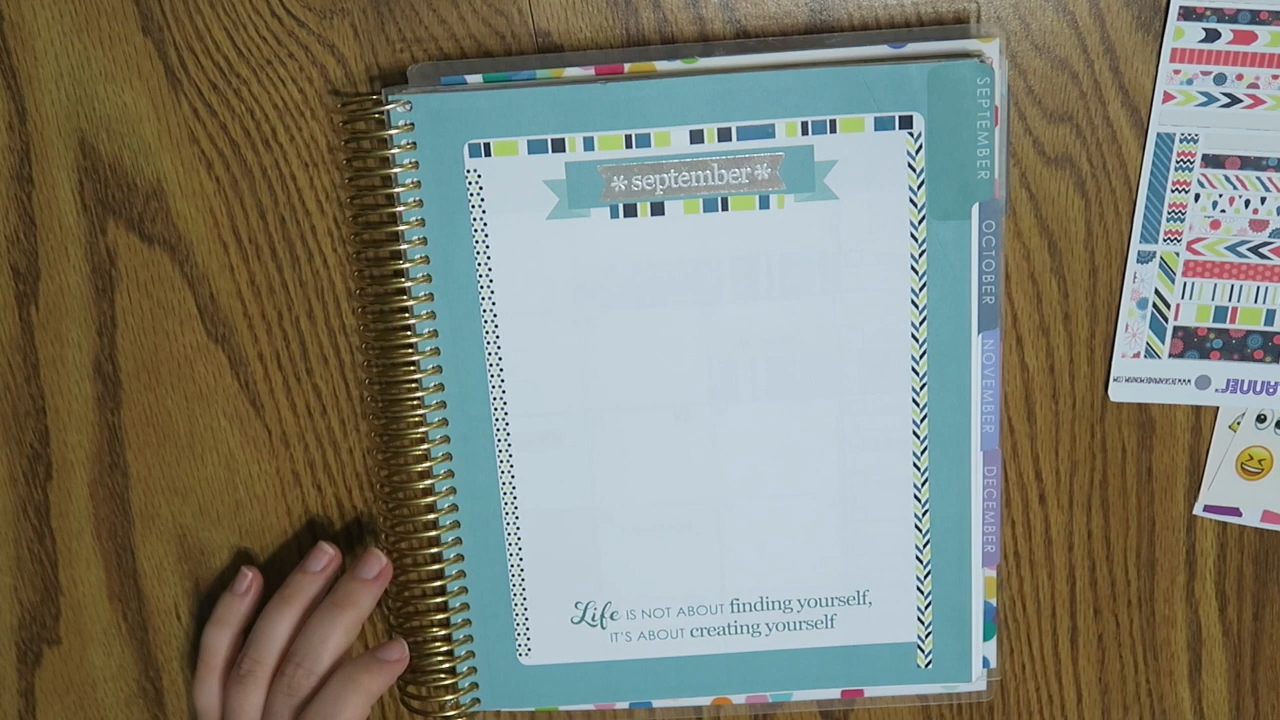 * september *
Life IS NOT ABOUT finding yourself,
IT'S ABOUT creating yourself
SEPTEMBER
OCTOBER
NOVEMBER
DECEMBER